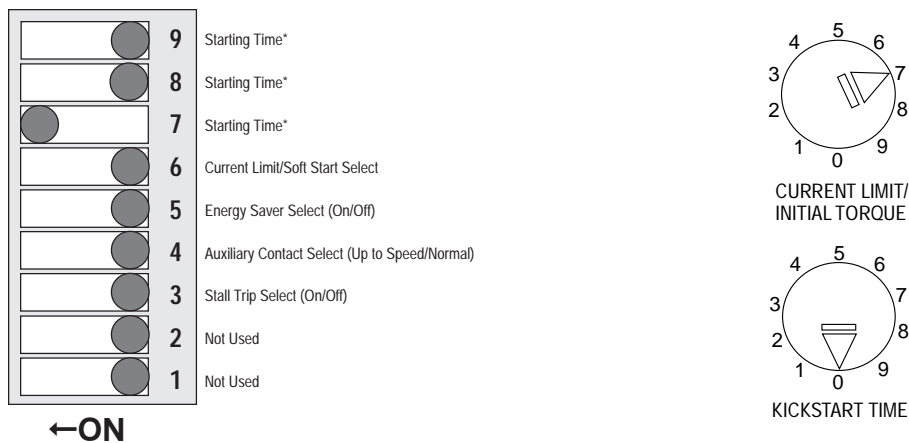 9 Starting Time*
8 Starting Time*
7 Starting Time*
6 Current Limit/Soft Start Select
5 Energy Saver Select (On/Off)
4 Auxiliary Contact Select (Up to Speed/Normal)
3 Stall Trip Select (On/Off)
2 Not Used
1 Not Used
←ON
0 1 2 3 4 5 6 7 8 9
CURRENT LIMIT/
INITIAL TORQUE
0 1 2 3 4 5 6 7 8 9
KICKSTART TIME